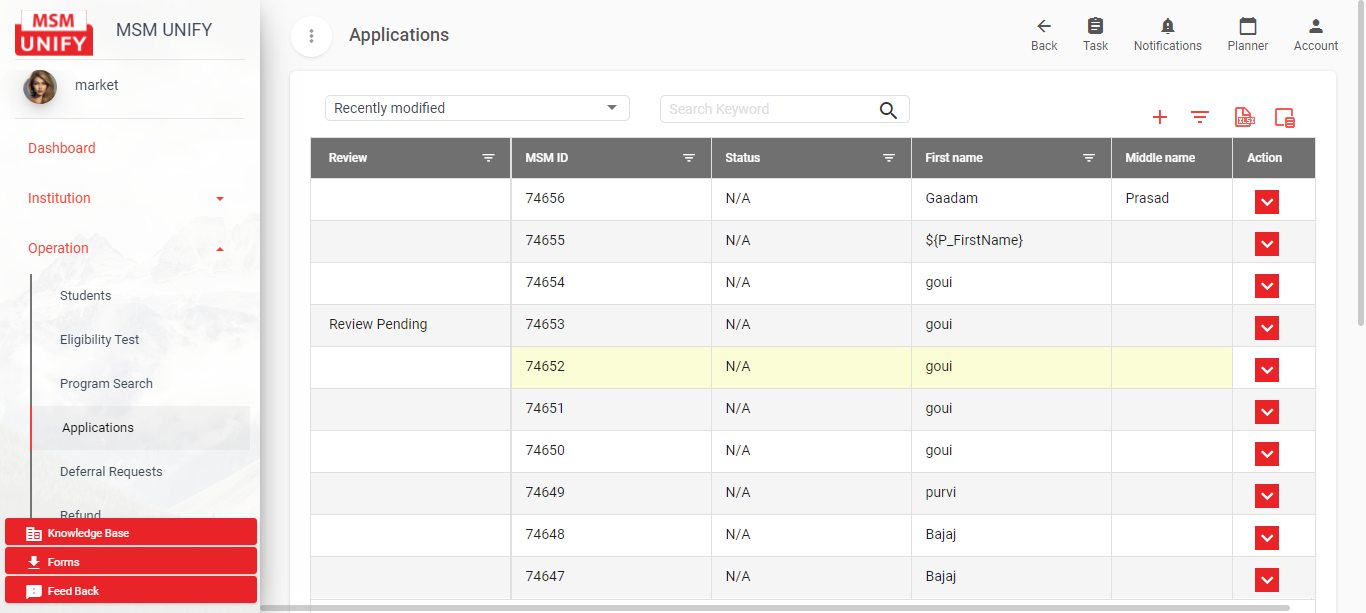 MSM
UNIFY
MSM UNIFY
market
Dashboard
Institution
Operation
Students
Eligibility Test
Program Search
Applications
Deferral Requests
Refund
Knowledge Base
Forms
Feed Back
Applications
Back
Task
Notifications
Planner
Account
Recently modified
Search Keyword
XLSX
Review MSM ID Status First name Middle name Action
74656 N/A Gaadam Prasad
74655 N/A ${P_FirstName}
74654 N/A goui
Review Pending 74653 N/A goui
74652 N/A goui
74651 N/A goui
74650 N/A goui
74649 N/A purvi
74648 N/A Bajaj
74647 N/A Bajaj